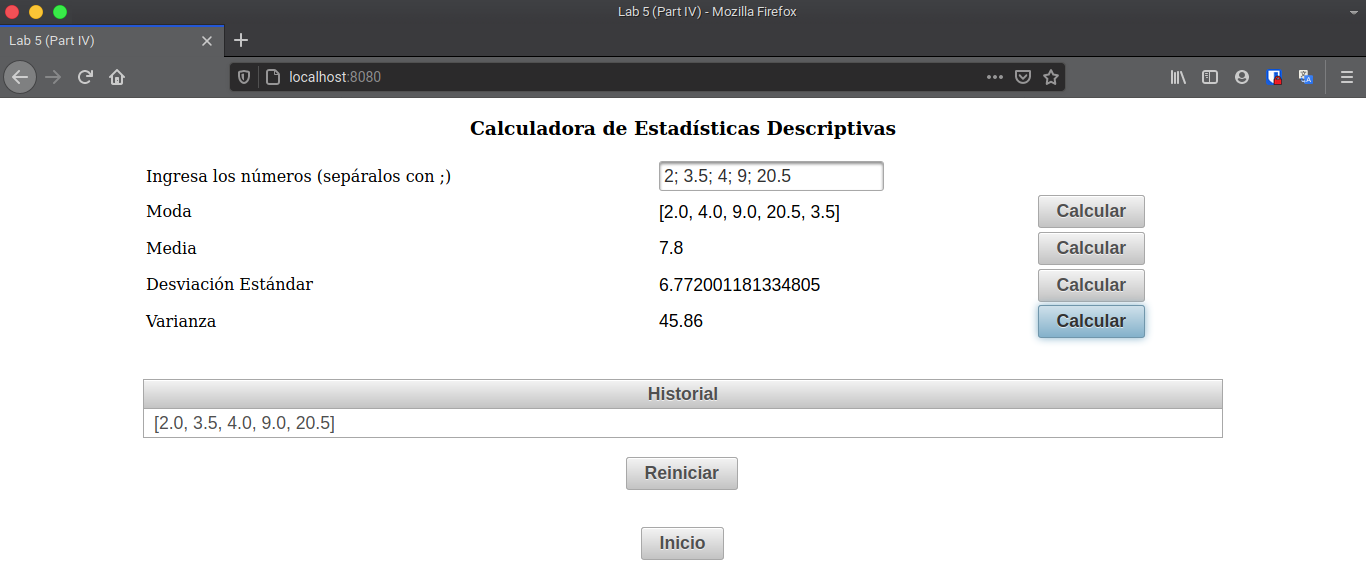 Lab 5 (Part IV) - Mozilla Firefox
Lab 5 (Part IV)
localhost:8080
Calculadora de Estadísticas Descriptivas
Ingresa los números (sepáralos con ;) 2; 3.5; 4; 9; 20.5
Moda [2.0, 4.0, 9.0, 20.5, 3.5] Calcular
Media 7.8 Calcular
Desviación Estándar 6.772001181334805 Calcular
Varianza 45.86 Calcular
Historial
[2.0, 3.5, 4.0, 9.0, 20.5]
Reiniciar
Inicio